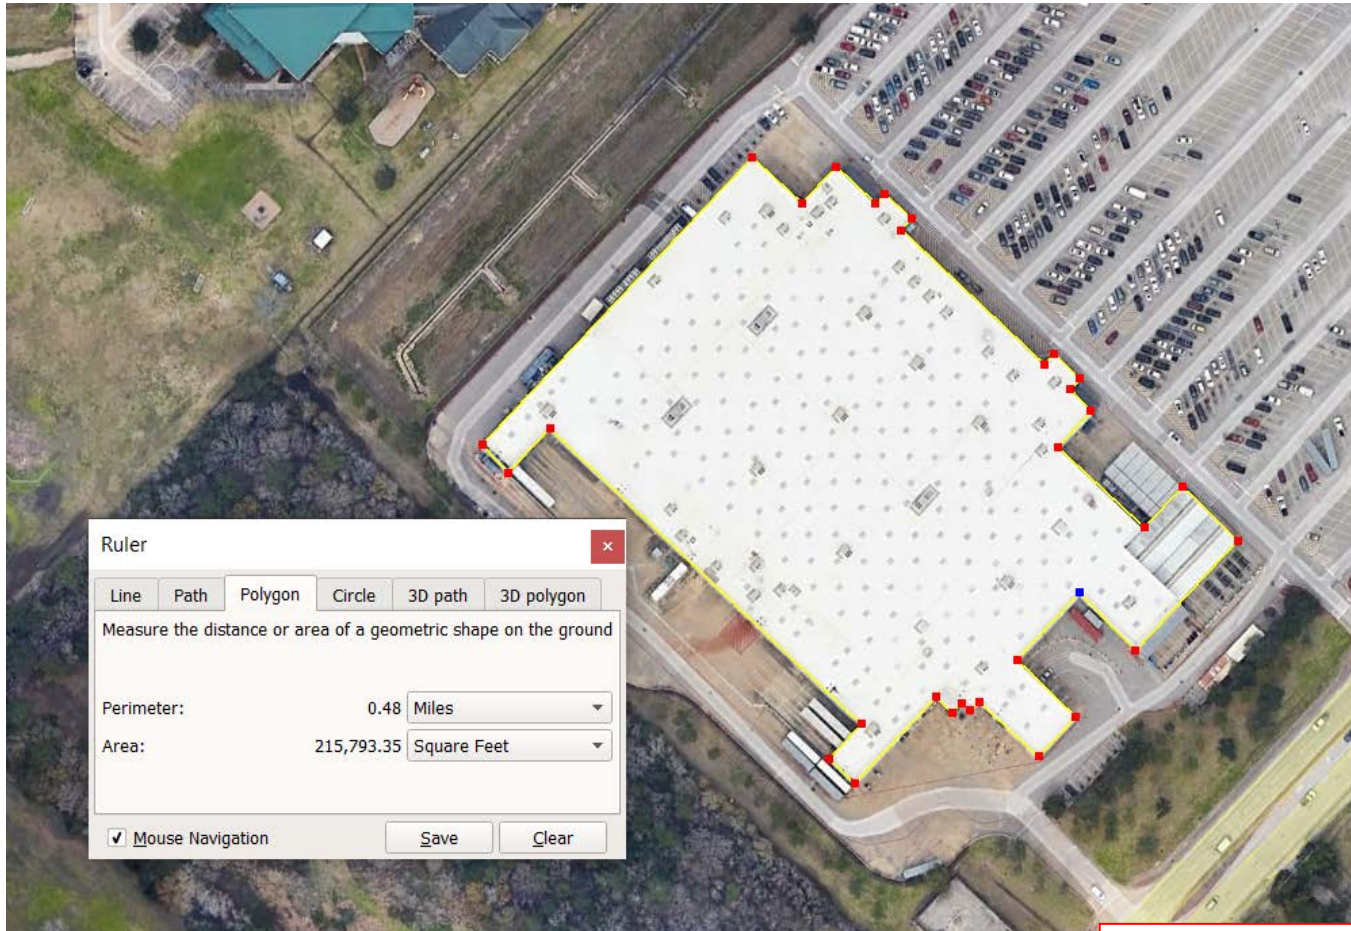 Ruler
Line Path Polygon Circle 3D path 3D polygon
Measure the distance or area of a geometric shape on the ground
Perimeter: 0.48 Miles
Area: 215,793.35 Square Feet
Mouse Navigation Save Clear